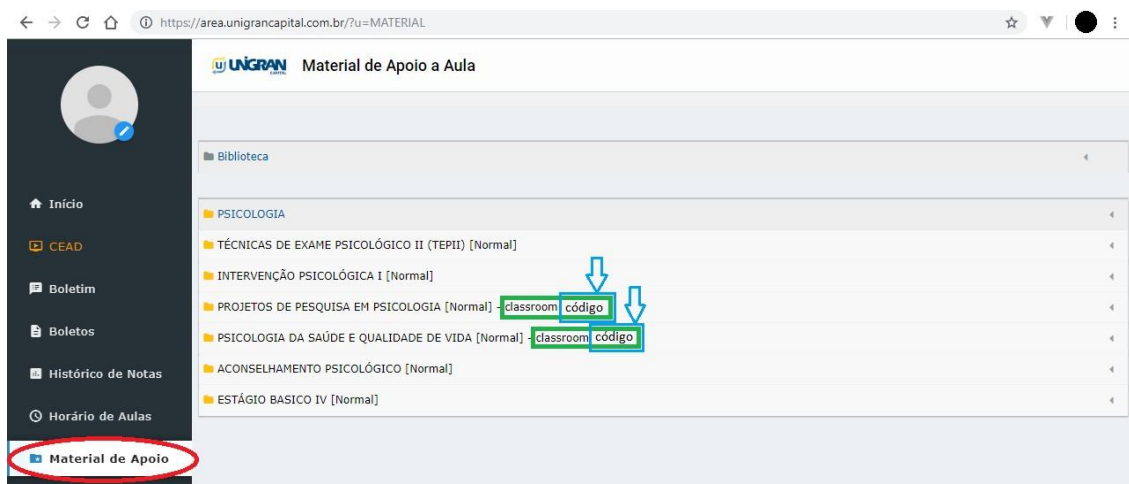 https://area.unigrancapital.com.br/?u=MATERIAL
UNIGRAN CAPITAL Material de Apoio a Aula
Biblioteca
Início
PSICOLOGIA
CEAD
TÉCNICAS DE EXAME PSICOLÓGICO II (TEPII) [Normal]
INTERVENÇÃO PSICOLÓGICA I [Normal]
Boletim
PROJETOS DE PESQUISA EM PSICOLOGIA [Normal] - classroom código
Boletos
PSICOLOGIA DA SAÚDE E QUALIDADE DE VIDA [Normal] - classroom código
Histórico de Notas
ACONSELHAMENTO PSICOLÓGICO [Normal]
ESTÁGIO BASICO IV [Normal]
Horário de Aulas
Material de Apoio